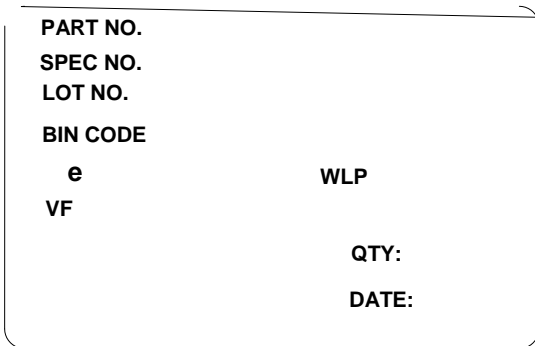 PART NO.
SPEC NO.
LOT NO.
BIN CODE
e WLP
VF
QTY:
DATE: